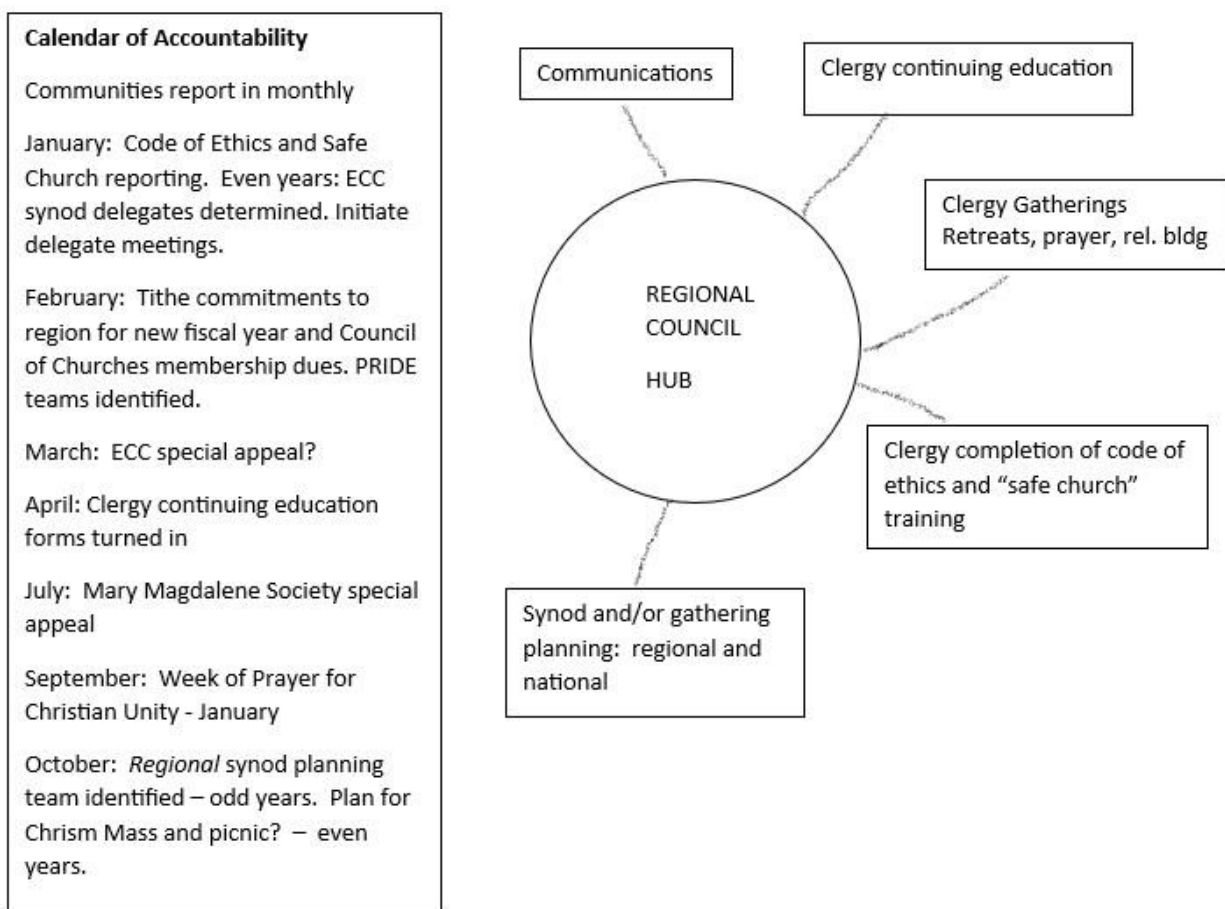 Calendar of Accountability
Communities report in monthly
January:  Code of Ethics and Safe
Church reporting.  Even years: ECC
synod delegates determined. Initiate
delegate meetings.
February:  Tithe commitments to
region for new fiscal year and Council
of Churches membership dues. PRIDE
teams identified.
March:  ECC special appeal?
April: Clergy continuing education
forms turned in
July:  Mary Magdalene Society special
appeal
September:  Week of Prayer for
Christian Unity - January
October:  Regional synod planning
team identified – odd years.  Plan for
Chrism Mass and picnic?  –  even
years.
Communications
Clergy continuing education
Clergy Gatherings
Retreats, prayer, rel. bldg
REGIONAL
COUNCIL
HUB
Clergy completion of code of
ethics and “safe church”
training
Synod and/or gathering
planning:  regional and
national